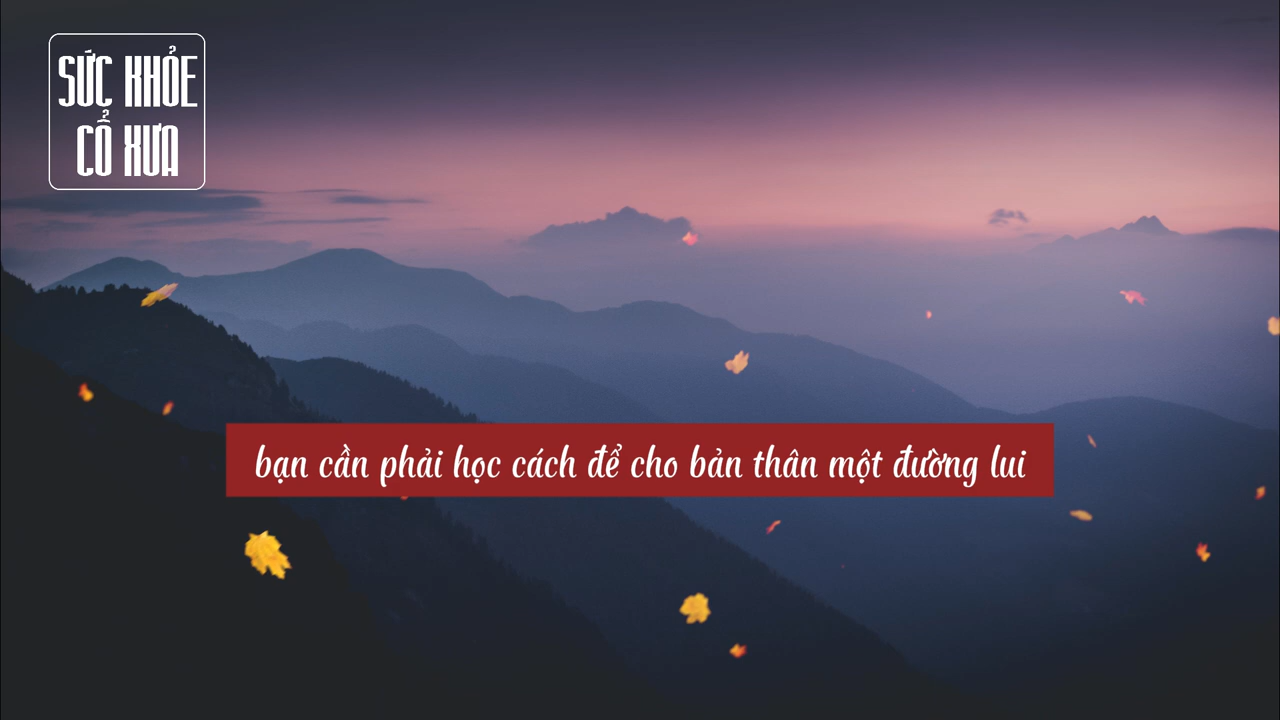 SỨC KHỎE
CỔ XƯA
bạn cần phải học cách để cho bản thân một đường lui